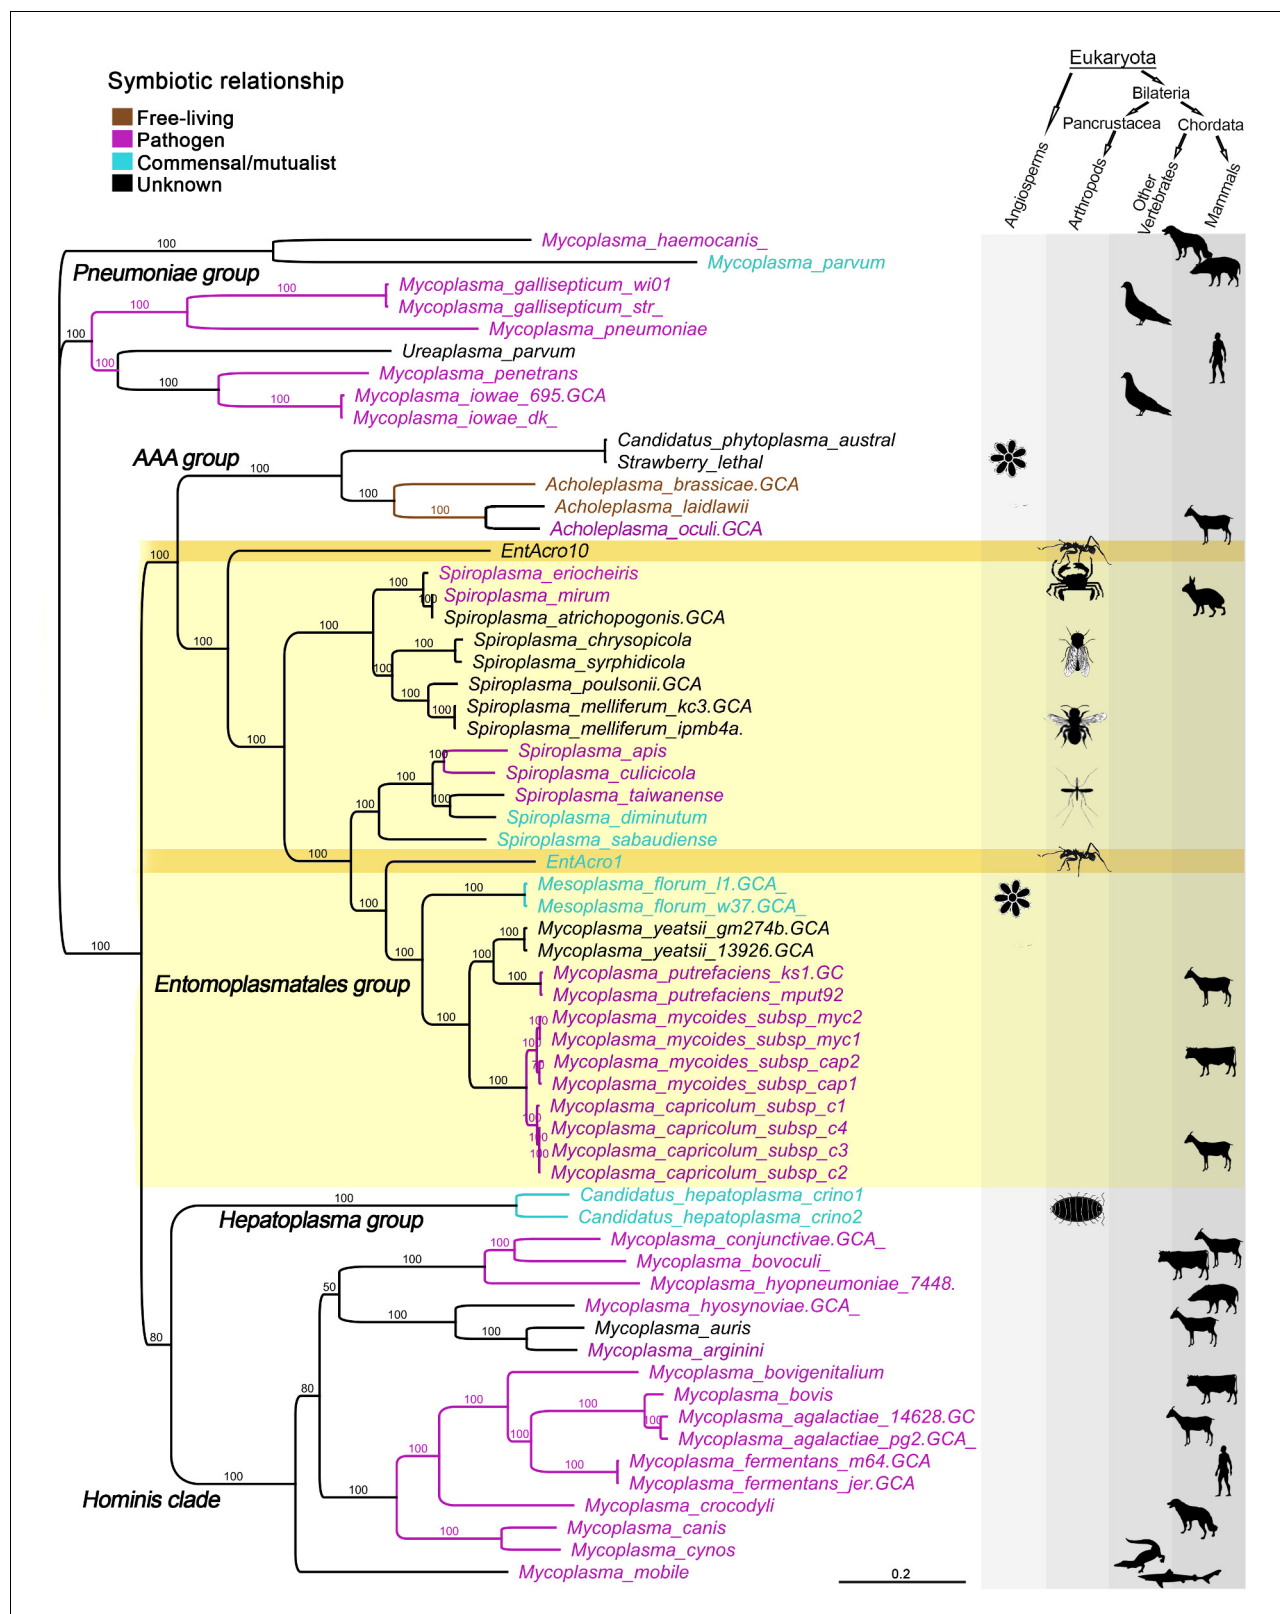 Symbiotic relationship
Free-living
Pathogen
Commensal/mutualist
Unknown
Eukaryota
Bilateria
Pancrustacea
Chordata
Angiosperms
Arthropods
Other
Vertebrates
Mammals
100
Mycoplasma_haemocanis_
Mycoplasma_parvum
Pneumoniae group
100
Mycoplasma_gallisepticum_wi01
100
Mycoplasma_gallisepticum_str_
Mycoplasma_pneumoniae
100
Ureaplasma_parvum
100
Mycoplasma_penetrans
100
Mycoplasma_iowae_695.GCA
100
Mycoplasma_iowae_dk_
Candidatus_phytoplasma_austral
AAA group
100
Strawberry_lethal
Acholeplasma_brassicae.GCA
100
Acholeplasma_laidlawii
100
Acholeplasma_oculi.GCA
100
EntAcro10
Spiroplasma_eriocheiris
100
Spiroplasma_mirum
100
Spiroplasma_atrichopogonis.GCA
100
Spiroplasma_chrysopicola
100
100
Spiroplasma_syrphidicola
100
Spiroplasma_poulsonii.GCA
100
Spiroplasma_melliferum_kc3.GCA
100
Spiroplasma_melliferum_ipmb4a.
100
Spiroplasma_apis
100
Spiroplasma_culicicola
100
Spiroplasma_taiwanense
100
100
Spiroplasma_diminutum
Spiroplasma_sabaudiense
100
EntAcro1
Mesoplasma_florum_l1.GCA_
100
Mesoplasma_florum_w37.GCA_
100
Mycoplasma_yeatsii_gm274b.GCA
100
Mycoplasma_yeatsii_13926.GCA
100
100
Mycoplasma_putrefaciens_ks1.GC
100
Entomoplasmatales group
Mycoplasma_putrefaciens_mput92
Mycoplasma_mycoides_subsp_myc2
100
100
Mycoplasma_mycoides_subsp_myc1
100
Mycoplasma_mycoides_subsp_cap2
Mycoplasma_mycoides_subsp_cap1
100
Mycoplasma_capricolum_subsp_c1
100
Mycoplasma_capricolum_subsp_c4
100
Mycoplasma_capricolum_subsp_c3
100
Mycoplasma_capricolum_subsp_c2
Candidatus_hepatoplasma_crino1
100
Candidatus_hepatoplasma_crino2
Hepatoplasma group
Mycoplasma_conjunctivae.GCA_
100
Mycoplasma_bovoculi_
100
Mycoplasma_hyopneumoniae_7448.
50
Mycoplasma_hyosynoviae.GCA_
100
Mycoplasma_auris
100
80
Mycoplasma_arginini
Mycoplasma_bovigenitalium
80
Mycoplasma_bovis
100
100
Mycoplasma_agalactiae_14628.GC
100
Mycoplasma_agalactiae_pg2.GCA_
100
100
Mycoplasma_fermentans_m64.GCA
100
100
Mycoplasma_fermentans_jer.GCA
100
Hominis clade
Mycoplasma_crocodyli
Mycoplasma_canis
100
Mycoplasma_cynos
Mycoplasma_mobile
0.2